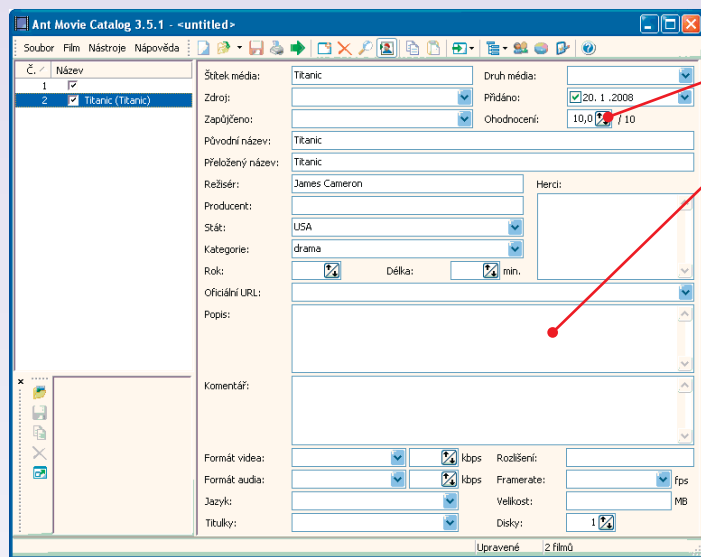 Ant Movie Catalog 3.5.1 - <untitled>
Soubor Film Nástroje Nápověda
Č. Název
1
2 Titanic (Titanic)
Štítek média: Titanic Druh média:
Zdroj: Přidáno: 20. 1 .2008
Zapůjčeno: Ohodnocení: 10,0 / 10
Původní název: Titanic
Přeložený název: Titanic
Režisér: James Cameron Herci:
Producent:
Stát: USA
Kategorie: drama
Rok: Délka: min.
Oficiální URL:
Popis:
Komentář:
Formát videa: kbps Rozlišení:
Formát audia: kbps Framerate: fps
Jazyk: Velikost: MB
Titulky: Disky: 1
Upravené 2 filmů